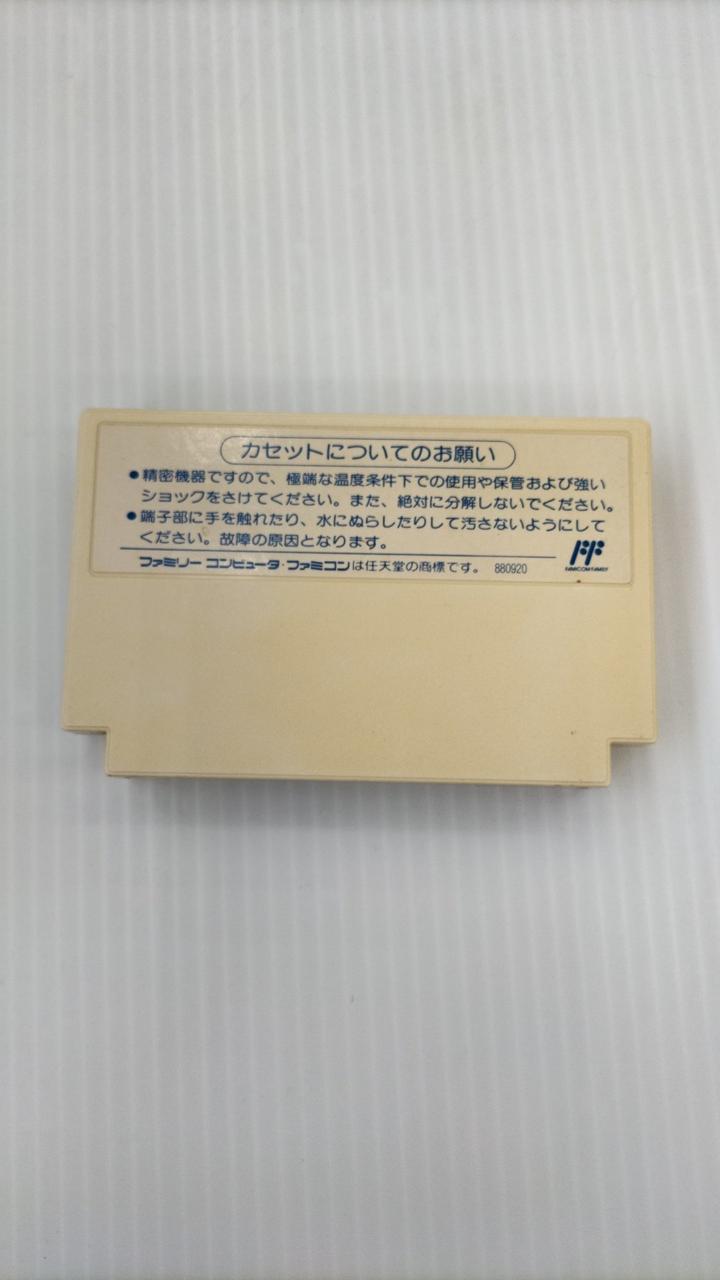 カセットについてのお願い
●精密機器ですので、極端な温度条件下での使用や保管および強い
ショックをさけてください。また、絶対に分解しないでください。
●端子部に手を触れたり、水にぬらしたりして汚さないようにして
ください。故障の原因となります。
ファミリーコンピュータ・ファミコンは任天堂の商標です。 880920
FAMICOM FAMILY